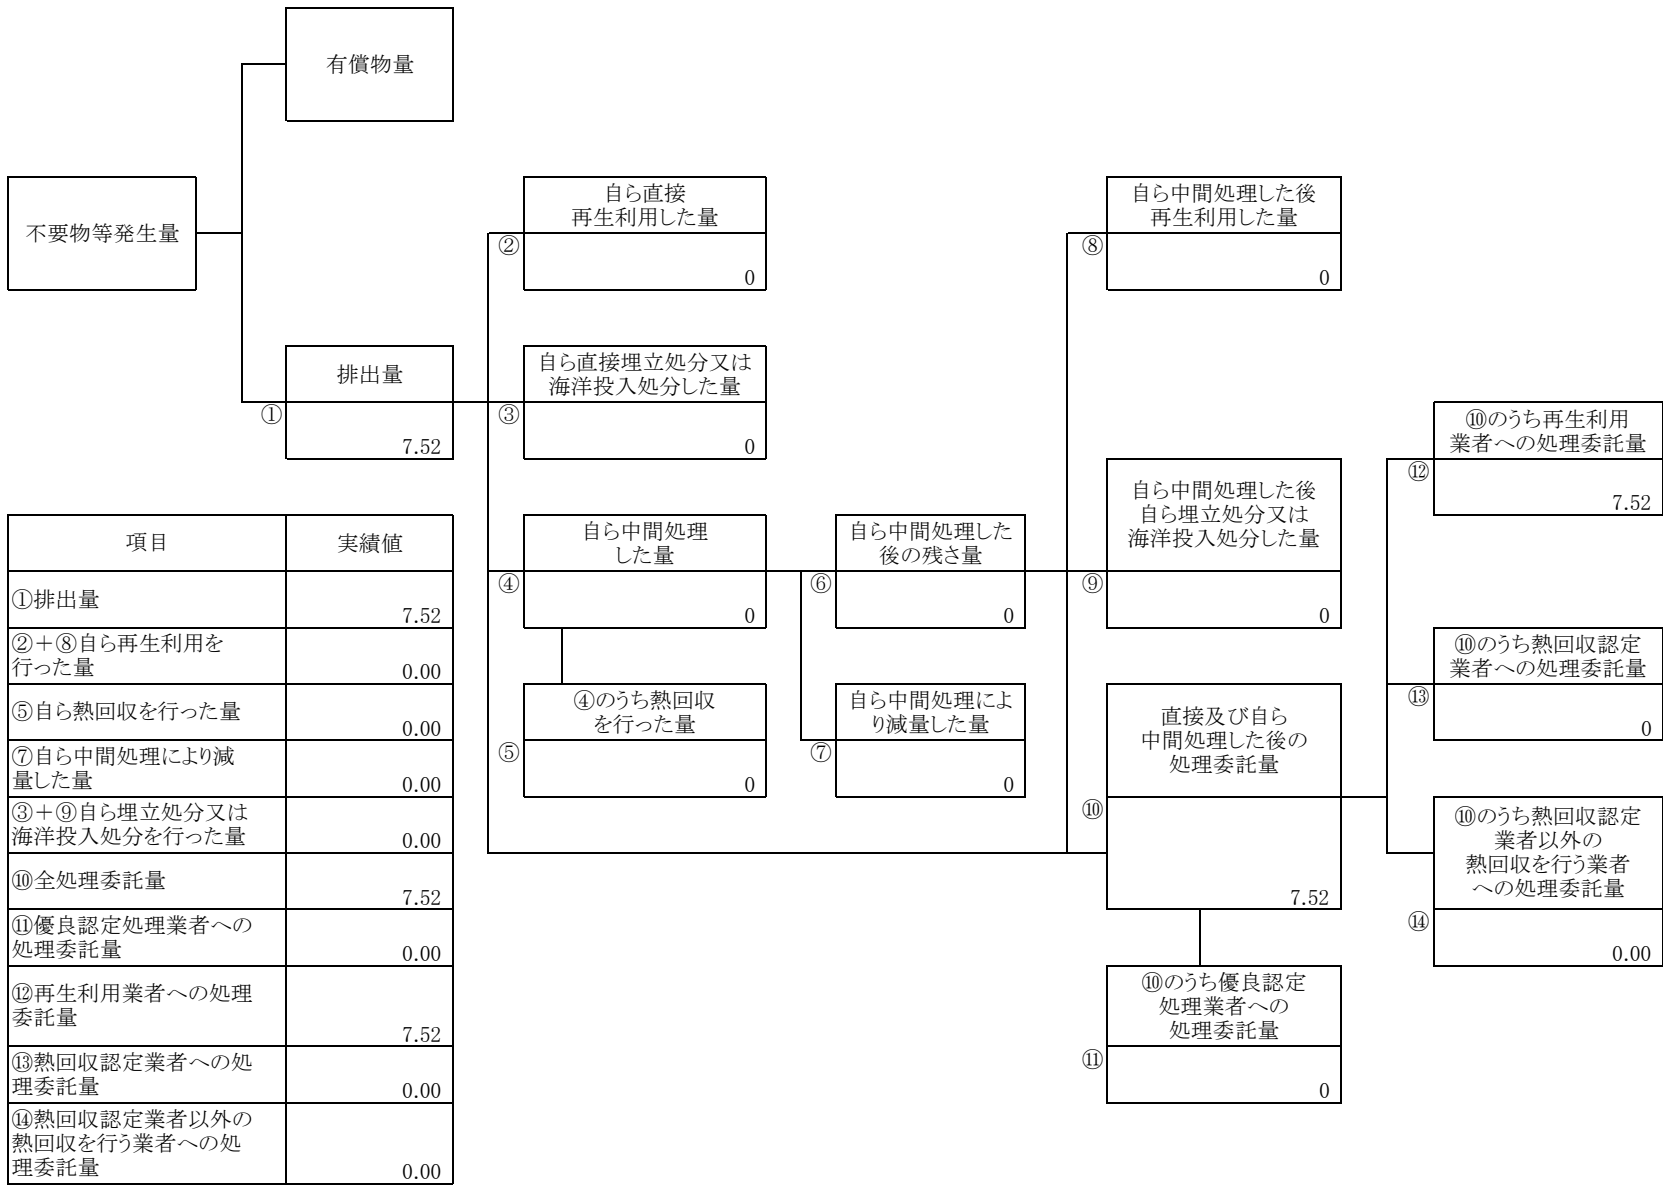 有償物量
不要物等発生量
自ら直接
再生利用した量
②
0
自ら中間処理した後
再生利用した量
⑧
0
排出量
①
7.52
自ら直接埋立処分又は
海洋投入処分した量
③
0
⑩のうち再生利用
業者への処理委託量
⑫
7.52
自ら中間処理した後
自ら埋立処分又は
海洋投入処分した量
⑨
0
自ら中間処理
した量
④
0
自ら中間処理した
後の残さ量
⑥
0
⑩のうち熱回収認定
業者への処理委託量
⑬
0
④のうち熱回収
を行った量
⑤
0
自ら中間処理によ
り減量した量
⑦
0
直接及び自ら
中間処理した後の
処理委託量
⑩
7.52
⑩のうち熱回収認定
業者以外の
熱回収を行う業者
への処理委託量
⑭
0.00
⑩のうち優良認定
処理業者への
処理委託量
⑪
0
項目 実績値
①排出量
7.52
②＋⑧自ら再生利用を
行った量
0.00
⑤自ら熱回収を行った量
0.00
⑦自ら中間処理により減
量した量
0.00
③＋⑨自ら埋立処分又は
海洋投入処分を行った量
0.00
⑩全処理委託量
7.52
⑪優良認定処理業者への
処理委託量
0.00
⑫再生利用業者への処理
委託量
7.52
⑬熱回収認定業者への処
理委託量
0.00
⑭熱回収認定業者以外の
熱回収を行う業者への処
理委託量
0.00